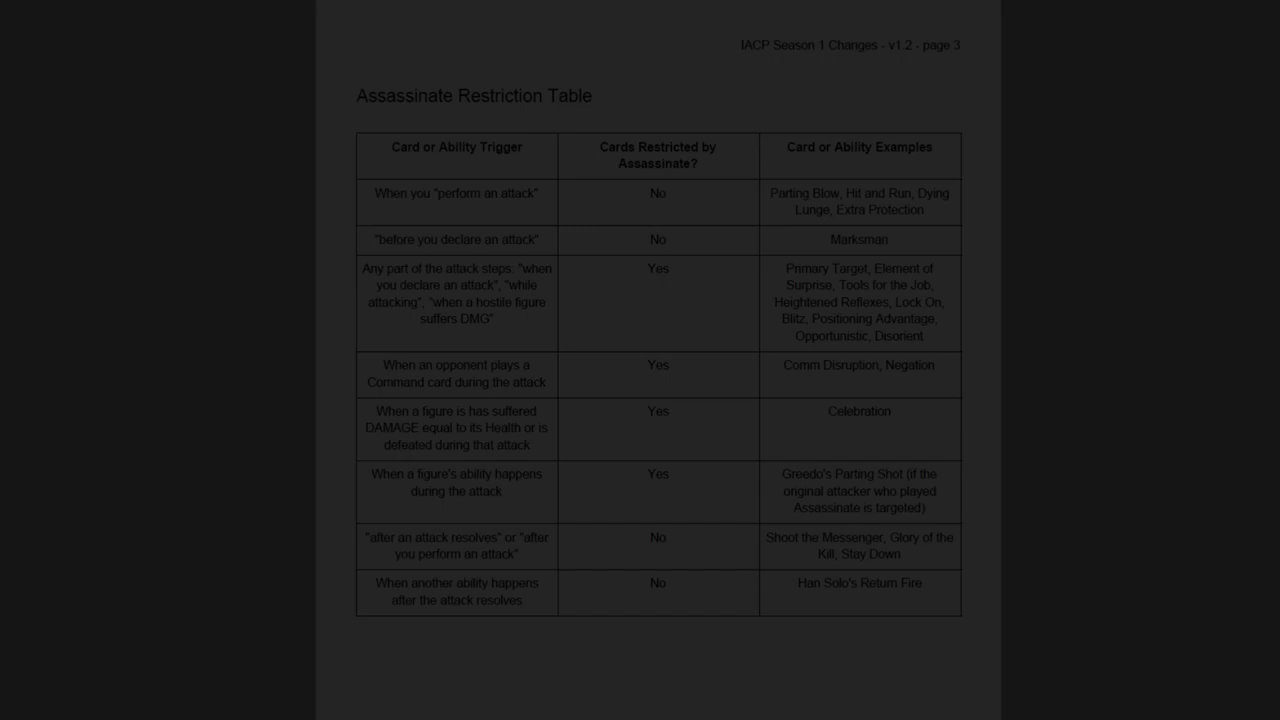 IACP Season 1 Changes - v1.2 - page 3
Assassinate Restriction Table
Card or Ability Trigger
Cards Restricted by
Assassinate?
Card or Ability Examples
When you "perform an attack"
No
Parting Blow, Hit and Run, Dying
Lunge, Extra Protection
"before you declare an attack"
No
Marksman
Any part of the attack steps: "when
you declare an attack", "while
attacking", "when a hostile figure
suffers DMG"
Yes
Primary Target, Element of
Surprise, Tools for the Job,
Heightened Reflexes, Lock On,
Blitz, Positioning Advantage,
Opportunistic, Disorient
When an opponent plays a
Command card during the attack
Yes
Comm Disruption, Negation
When a figure is has suffered
DAMAGE equal to its Health or is
defeated during that attack
Yes
Celebration
When a figure's ability happens
during the attack
Yes
Greedo's Parting Shot (if the
original attacker who played
Assassinate is targeted)
"after an attack resolves" or "after
you perform an attack"
No
Shoot the Messenger, Glory of the
Kill, Stay Down
When another ability happens
after the attack resolves
No
Han Solo's Return Fire